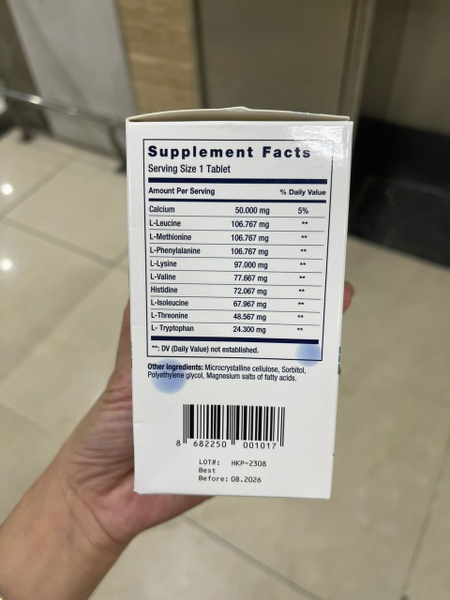 Supplement Facts
Serving Size 1 Tablet
Amount Per Serving % Daily Value
Calcium 50.000 mg 5%
L-Leucine 106.767 mg **
L-Methionine 106.767 mg **
L-Phenylalanine 106.767 mg **
L-Lysine 97.000 mg **
L-Valine 77.667 mg **
Histidine 72.067 mg **
L-Isoleucine 67.967 mg **
L-Threonine 48.567 mg **
L- Tryptophan 24.300 mg **
**: DV (Daily Value) not established.
Other ingredients: Microcrystalline cellulose, Sorbitol,
Polyethylene glycol, Magnesium salts of fatty acids.
8 682250 001017
LOT#: HKP-2308
Best
Before: 08.2026